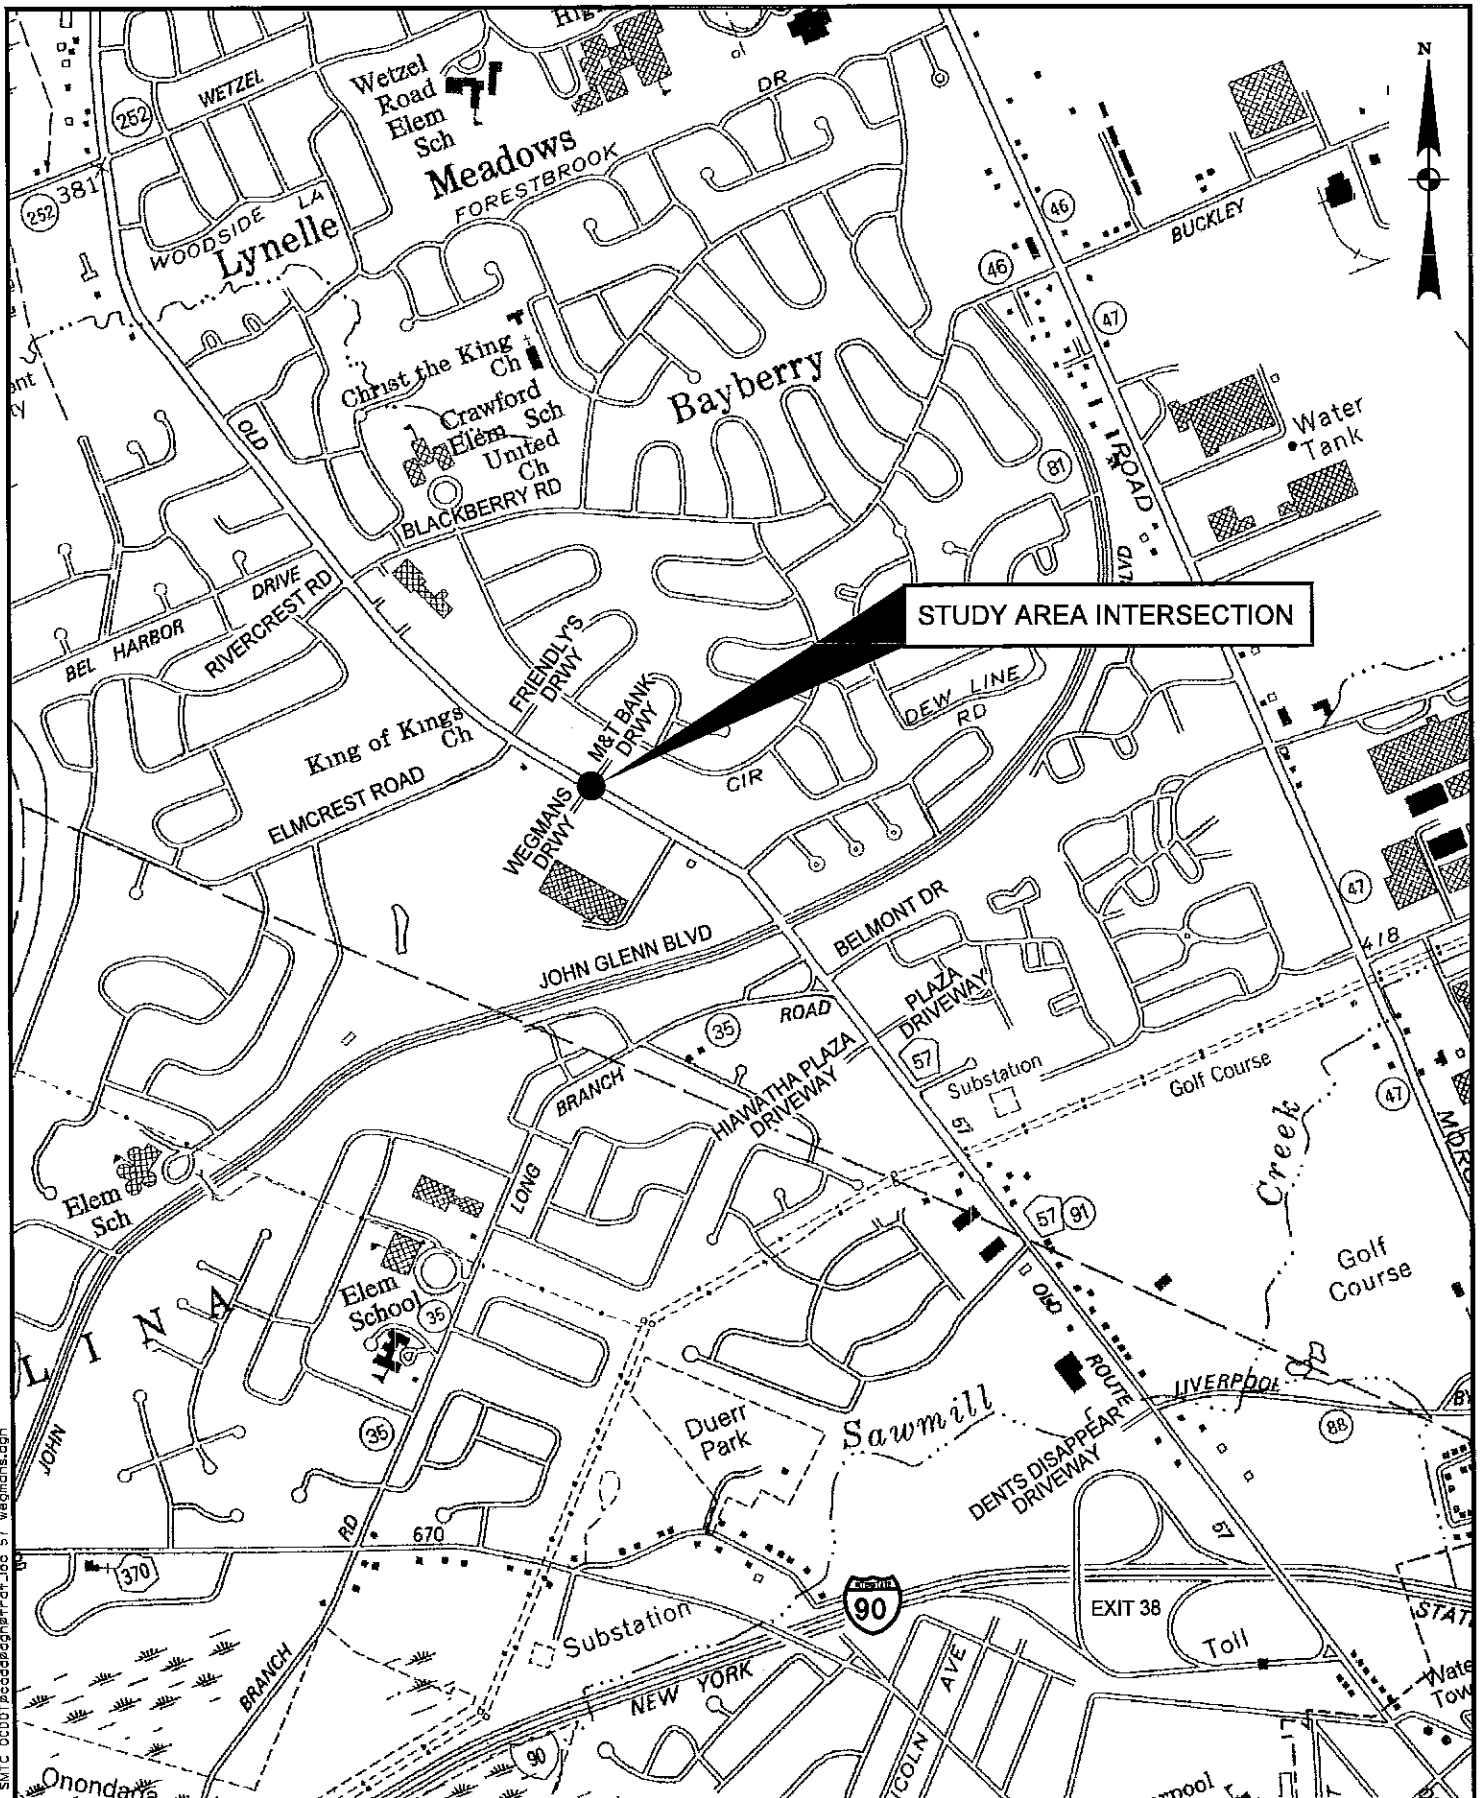 High
Wetzel
Road
Elem
Sch
WETZEL
252
252
381
Meadows
FORESTBROOK
DR
WOODSIDE LA
Lynelle
N
46
BUCKLEY
46
47
Christ the King
Ch
Crawford
Elem Sch
United
Ch
BLACKBERRY RD
Bayberry
OLD
Water
Tank
81
ROAD
BEL HARBOR DRIVE
RIVERCREST RD
STUDY AREA INTERSECTION
FRIENDLY'S
DRWY
M&T BANK
DRWY
DEW LINE
RD
King of Kings
Ch
ELMCREST ROAD
CIR
WEGMANS
DRWY
47
418
BELMONT DR
JOHN GLENN BLVD
PLAZA
DRIVEWAY
ROAD
35
57
Substation
Golf Course
BRANCH
HIAWATHA PLAZA
DRIVEWAY
57
47
Creek
LONG
Elem
Sch
57
91
Golf
Course
Elem
School
35
L I N A
OLD
ROUTE
LIVERPOOL
88
Duerr
Park
Sawmill
DENTS DISAPPEAR
DRIVEWAY
JOHN
35
57
RD
670
370
90
EXIT 38
Toll
Substation
NEW YORK
AVE
BRANCH
90
Onondaga